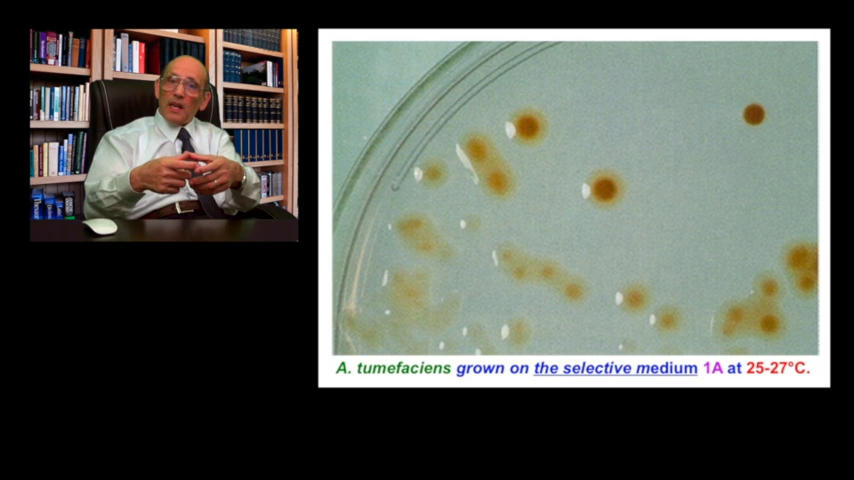 A. tumefaciens grown on the selective medium 1A at 25-27°C.